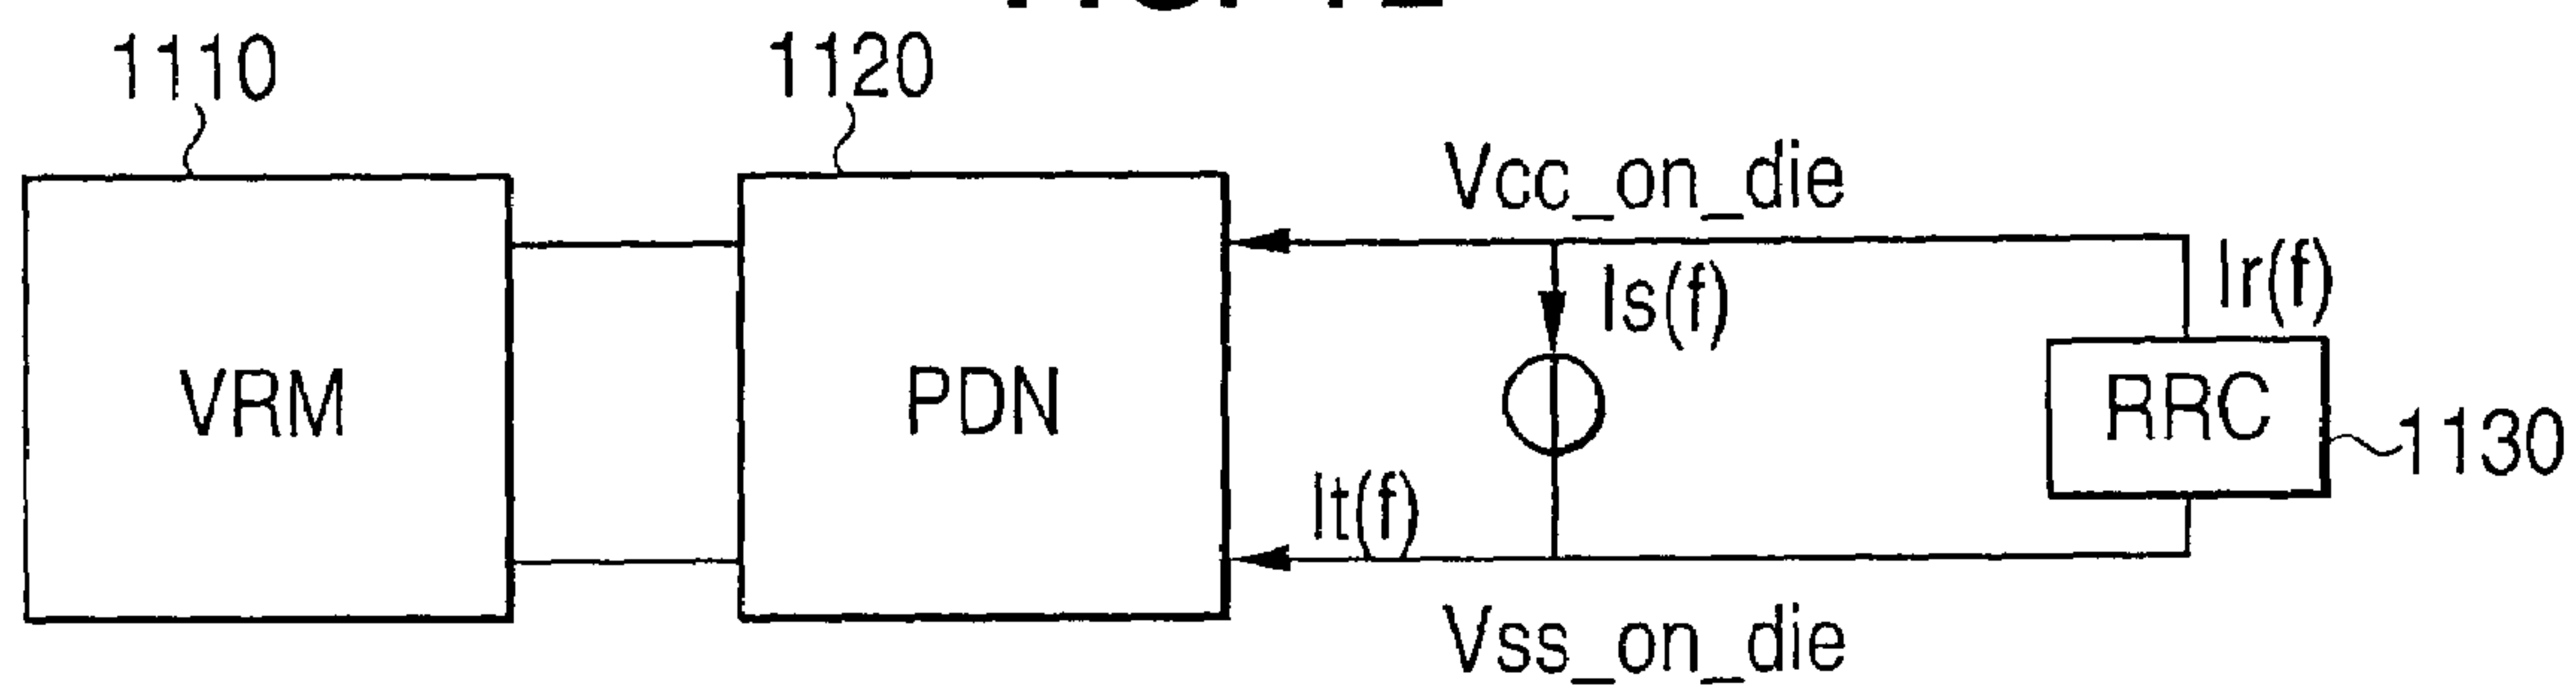 1110
1120
Vcc_on_die
Is(f)
Ir(f)
VRM
PDN
RRC
1130
It(f)
Vss_on_die